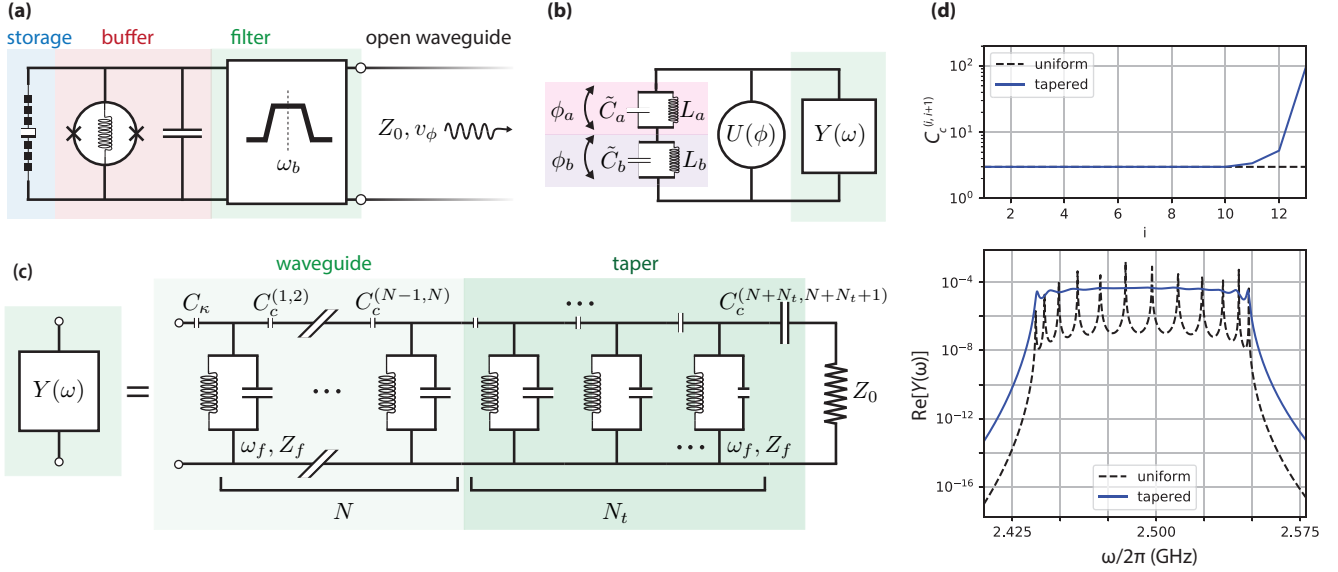 (a)
storage buffer filter open waveguide
ω_b
Z_0, v_ϕ
(b)
ϕ_a C̃_a L_a
ϕ_b C̃_b L_b
U(ϕ) Y(ω)
(c)
waveguide taper
C_κ C_c^{(1,2)} C_c^{(N−1,N)} ⋯ C_c^{(N+N_t,N+N_t+1)}
Y(ω) = ⋯ Z_0
ω_f, Z_f ⋯ ω_f, Z_f
N N_t
(d)
uniform
tapered
C_c^{(i,i+1)}
10^2
10^1
10^0
2 4 6 8 10 12
i
Re[Y(ω)]
10^−4
10^−8
10^−12
10^−16
uniform
tapered
2.425 2.500 2.575
ω/2π (GHz)